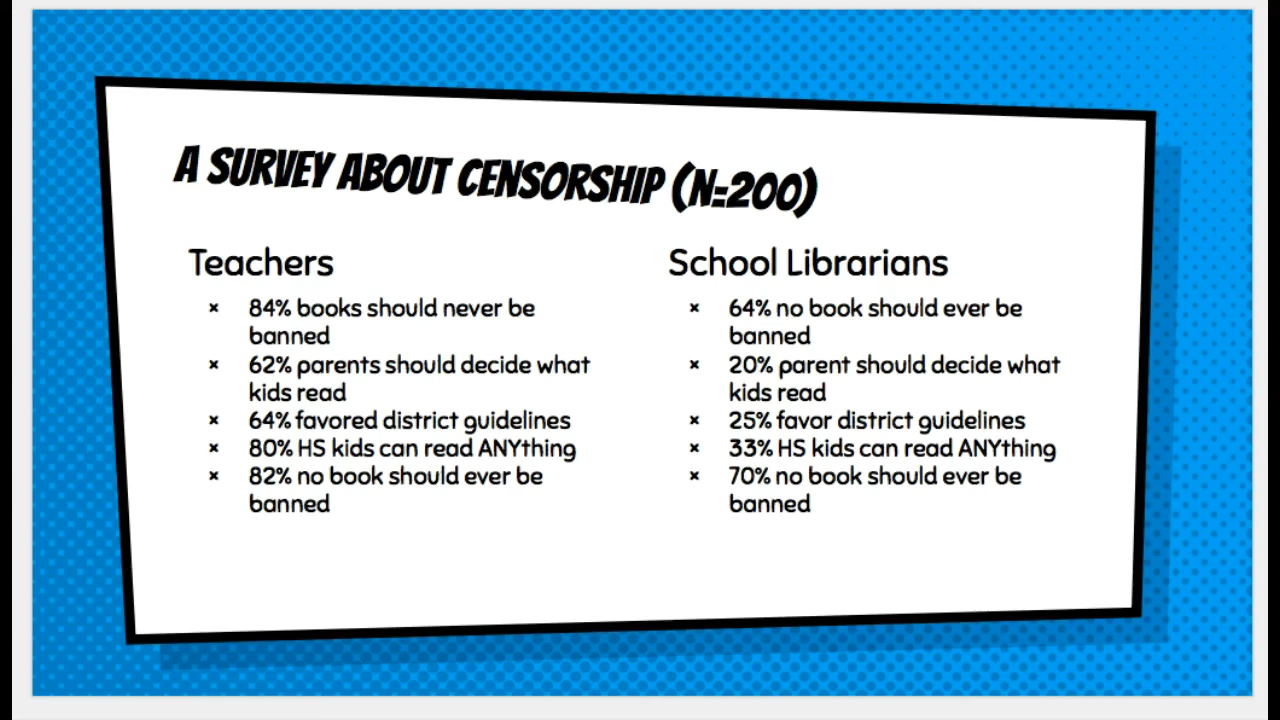 A SURVEY ABOUT CENSORSHIP (N=200)
Teachers
× 84% books should never be
banned
× 62% parents should decide what
kids read
× 64% favored district guidelines
× 80% HS kids can read ANYthing
× 82% no book should ever be
banned
School Librarians
× 64% no book should ever be
banned
× 20% parent should decide what
kids read
× 25% favor district guidelines
× 33% HS kids can read ANYthing
× 70% no book should ever be
banned